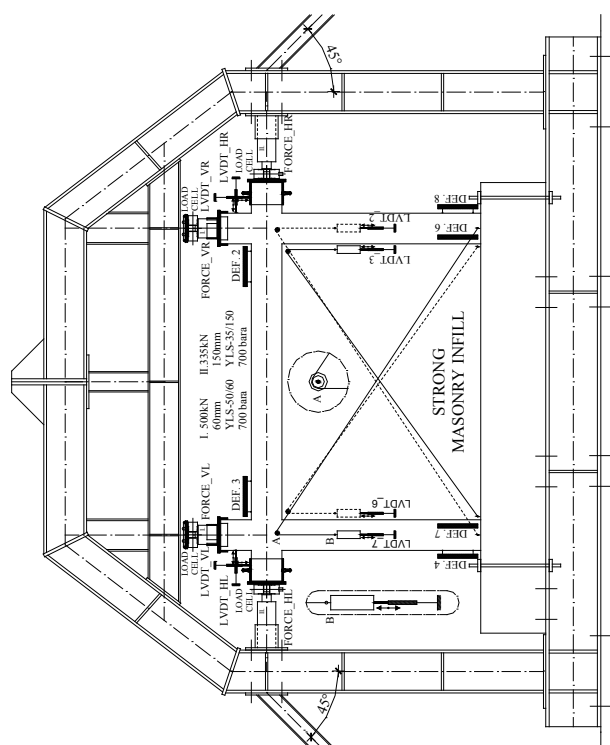 45°
LVDT_HR
LOAD
CELL
LVDT_VR
FORCE_HR
II
LOAD
CELL
FORCE_VR
DEF. 2
LVDT_2
LVDT_3
DEF. 8
DEF. 6
I. 500kN
60mm
YLS-50/60
700 bara
II.335kN
150mm
YLS-35/150
700 bara
A
STRONG
MASONRY INFILL
DEF. 3
FORCE_VL
LOAD
CELL
LVDT_VL
LVDT_HL
LOAD
CELL
FORCE_HL
II
A
B
LVDT_6
LVDT_7
DEF.7
DEF.4
B
45°